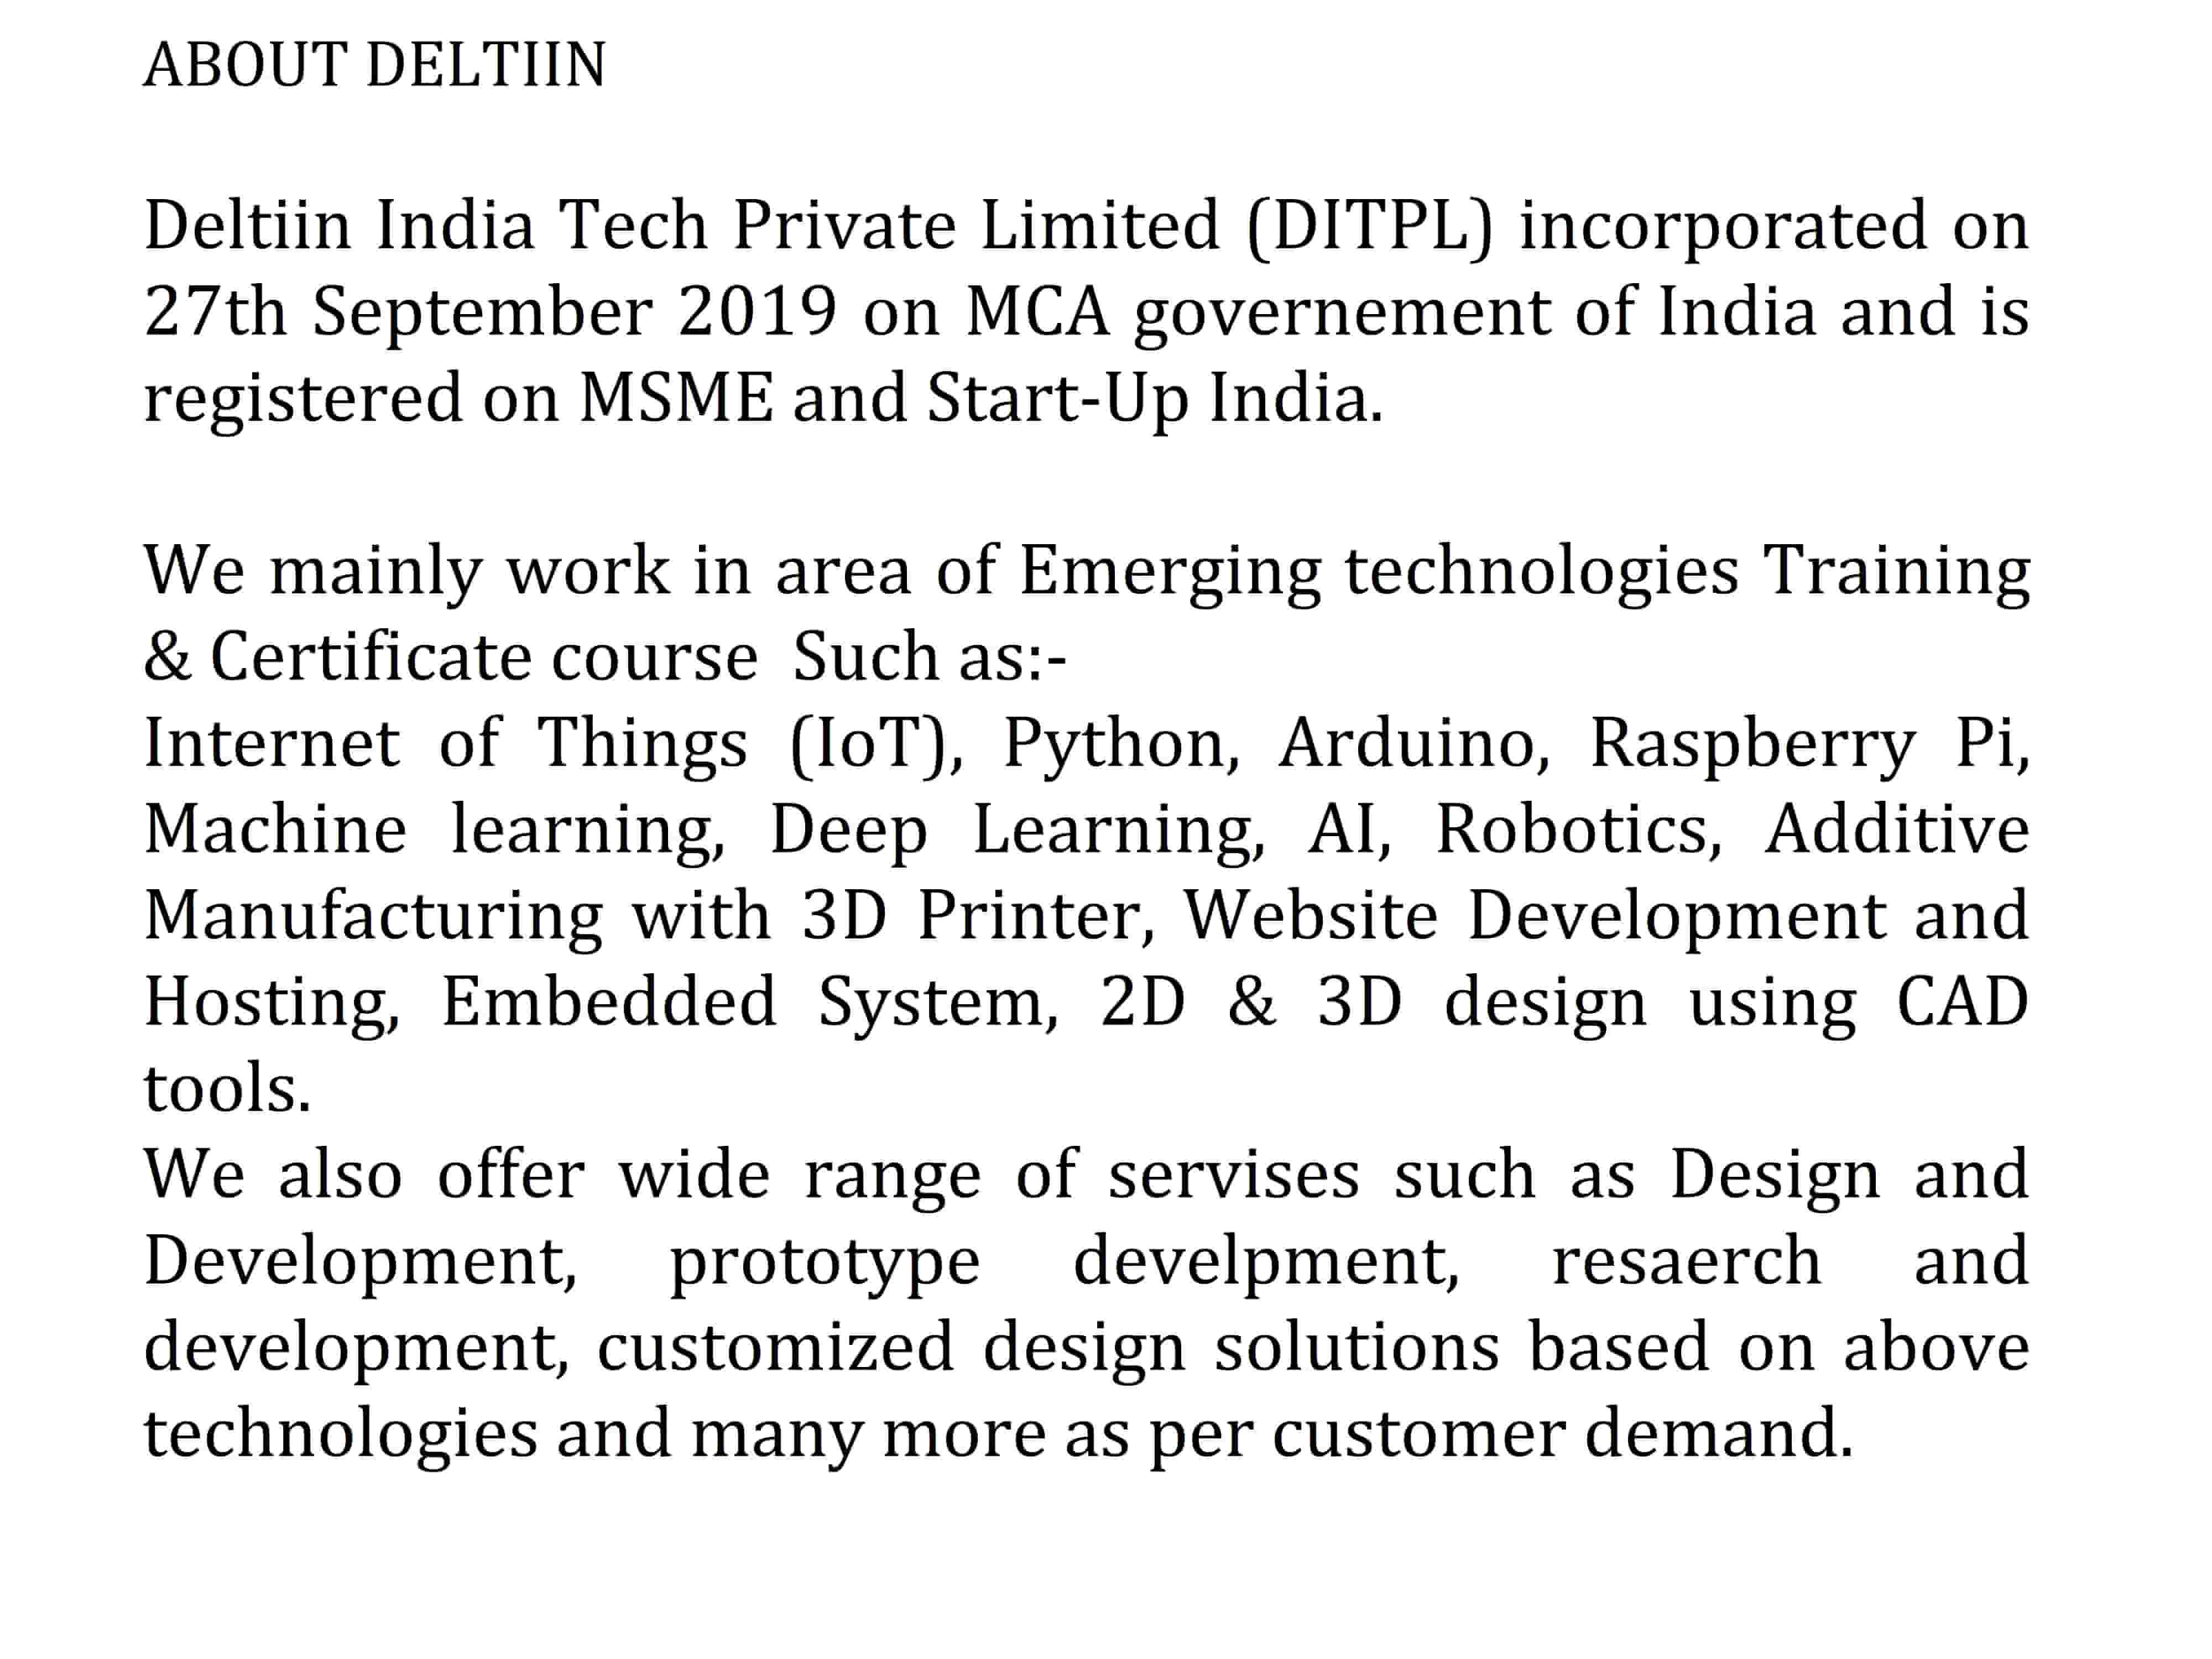 ABOUT DELTIIN
Deltiin India Tech Private Limited (DITPL) incorporated on
27th September 2019 on MCA governement of India and is
registered on MSME and Start-Up India.
We mainly work in area of Emerging technologies Training
& Certificate course  Such as:-
Internet of Things (IoT), Python, Arduino, Raspberry Pi,
Machine learning, Deep Learning, AI, Robotics, Additive
Manufacturing with 3D Printer, Website Development and
Hosting, Embedded System, 2D & 3D design using CAD
tools.
We also offer wide range of servises such as Design and
Development, prototype develpment, resaerch and
development, customized design solutions based on above
technologies and many more as per customer demand.